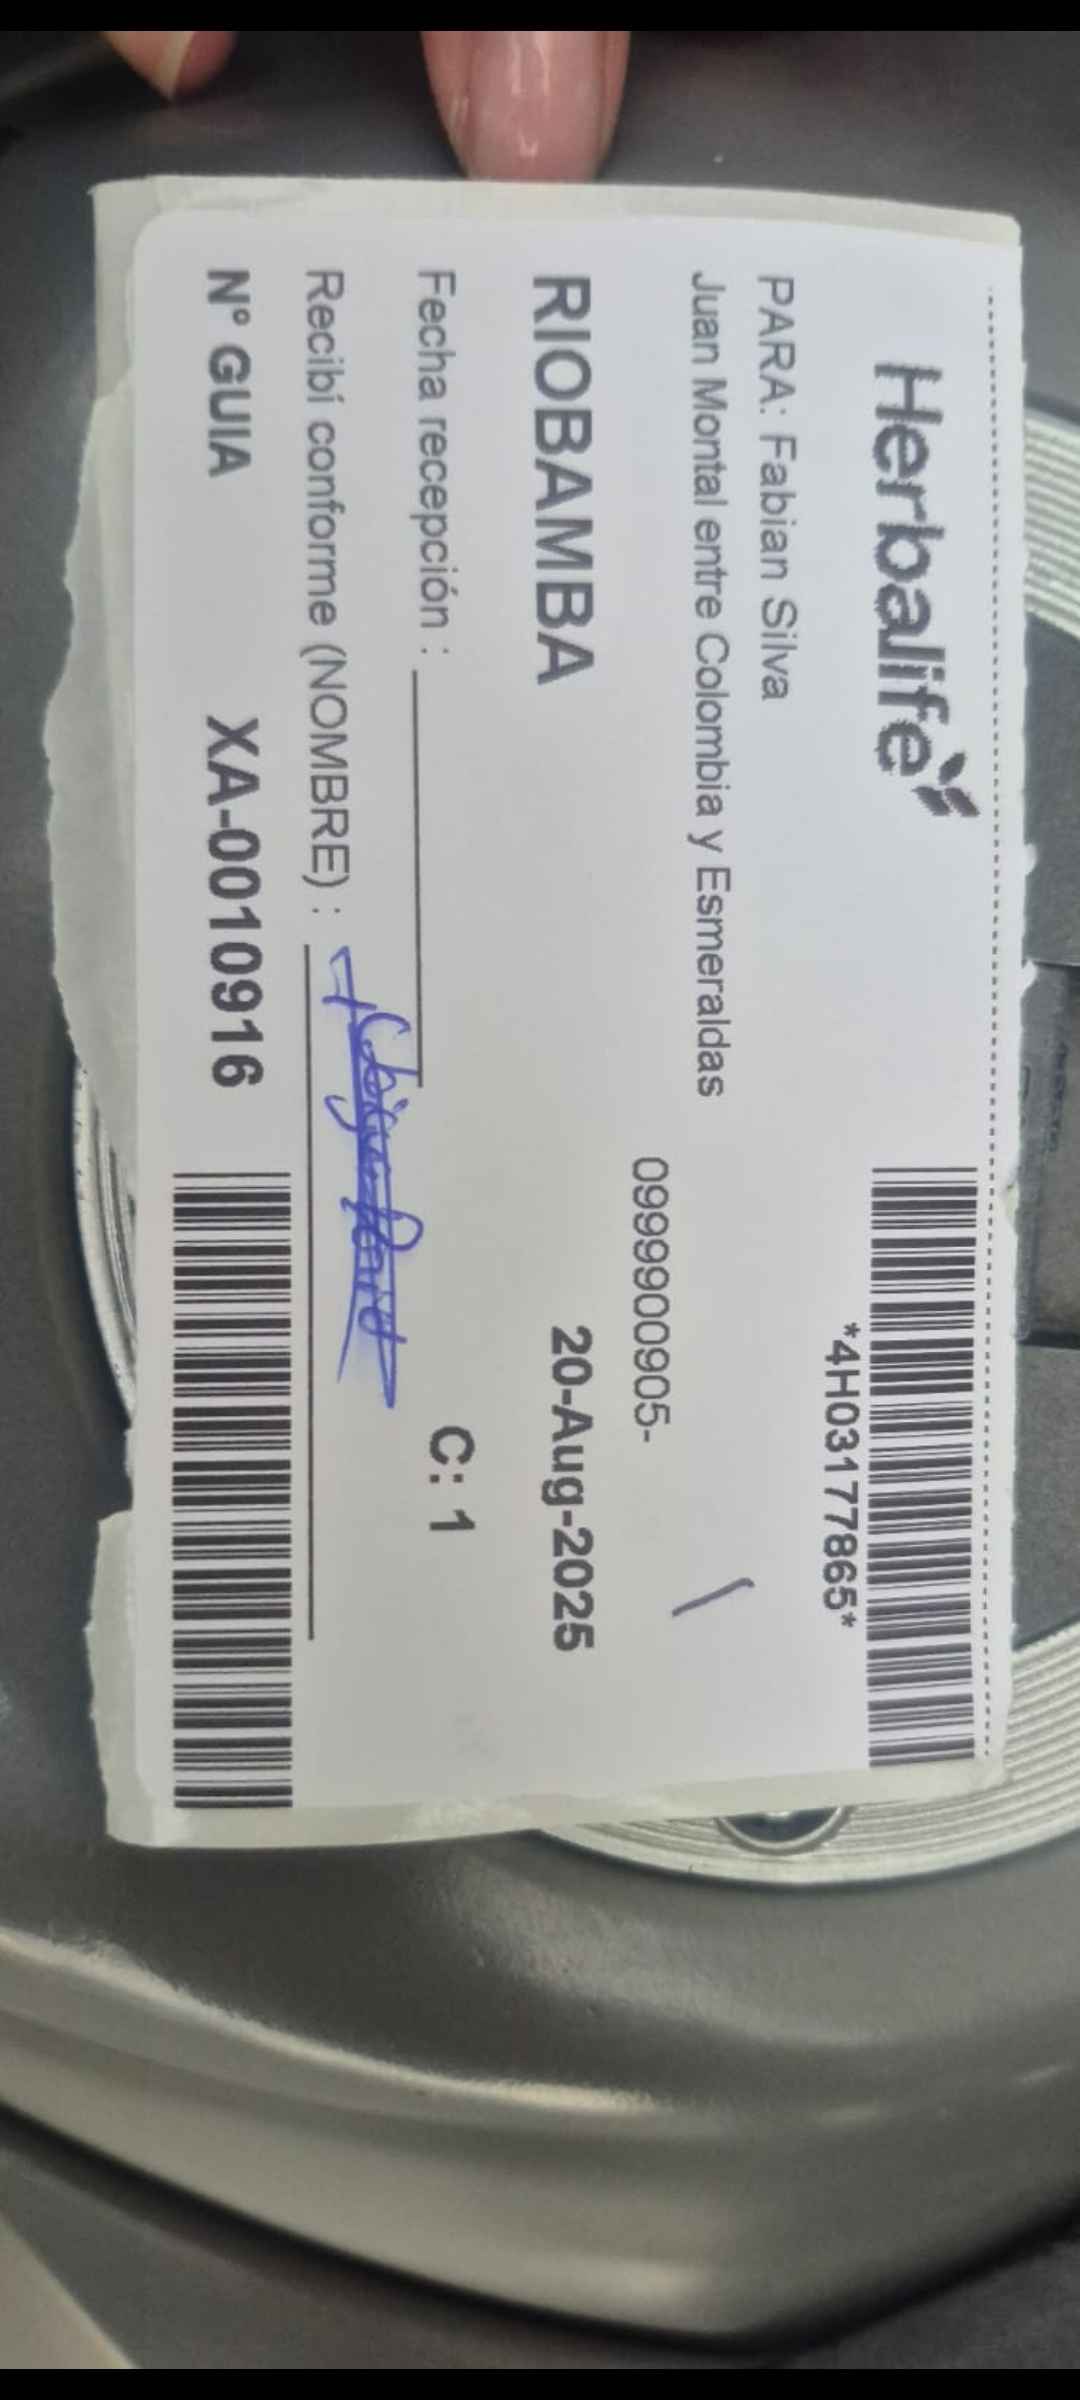 Herbalife
*4H03177865*
PARA: Fabian Silva
Juan Montal entre Colombia y Esmeraldas
0999900905-
RIOBAMBA
20-Aug-2025
Fecha recepción :
C: 1
Recibí conforme (NOMBRE) :
Nº GUIA XA-0010916